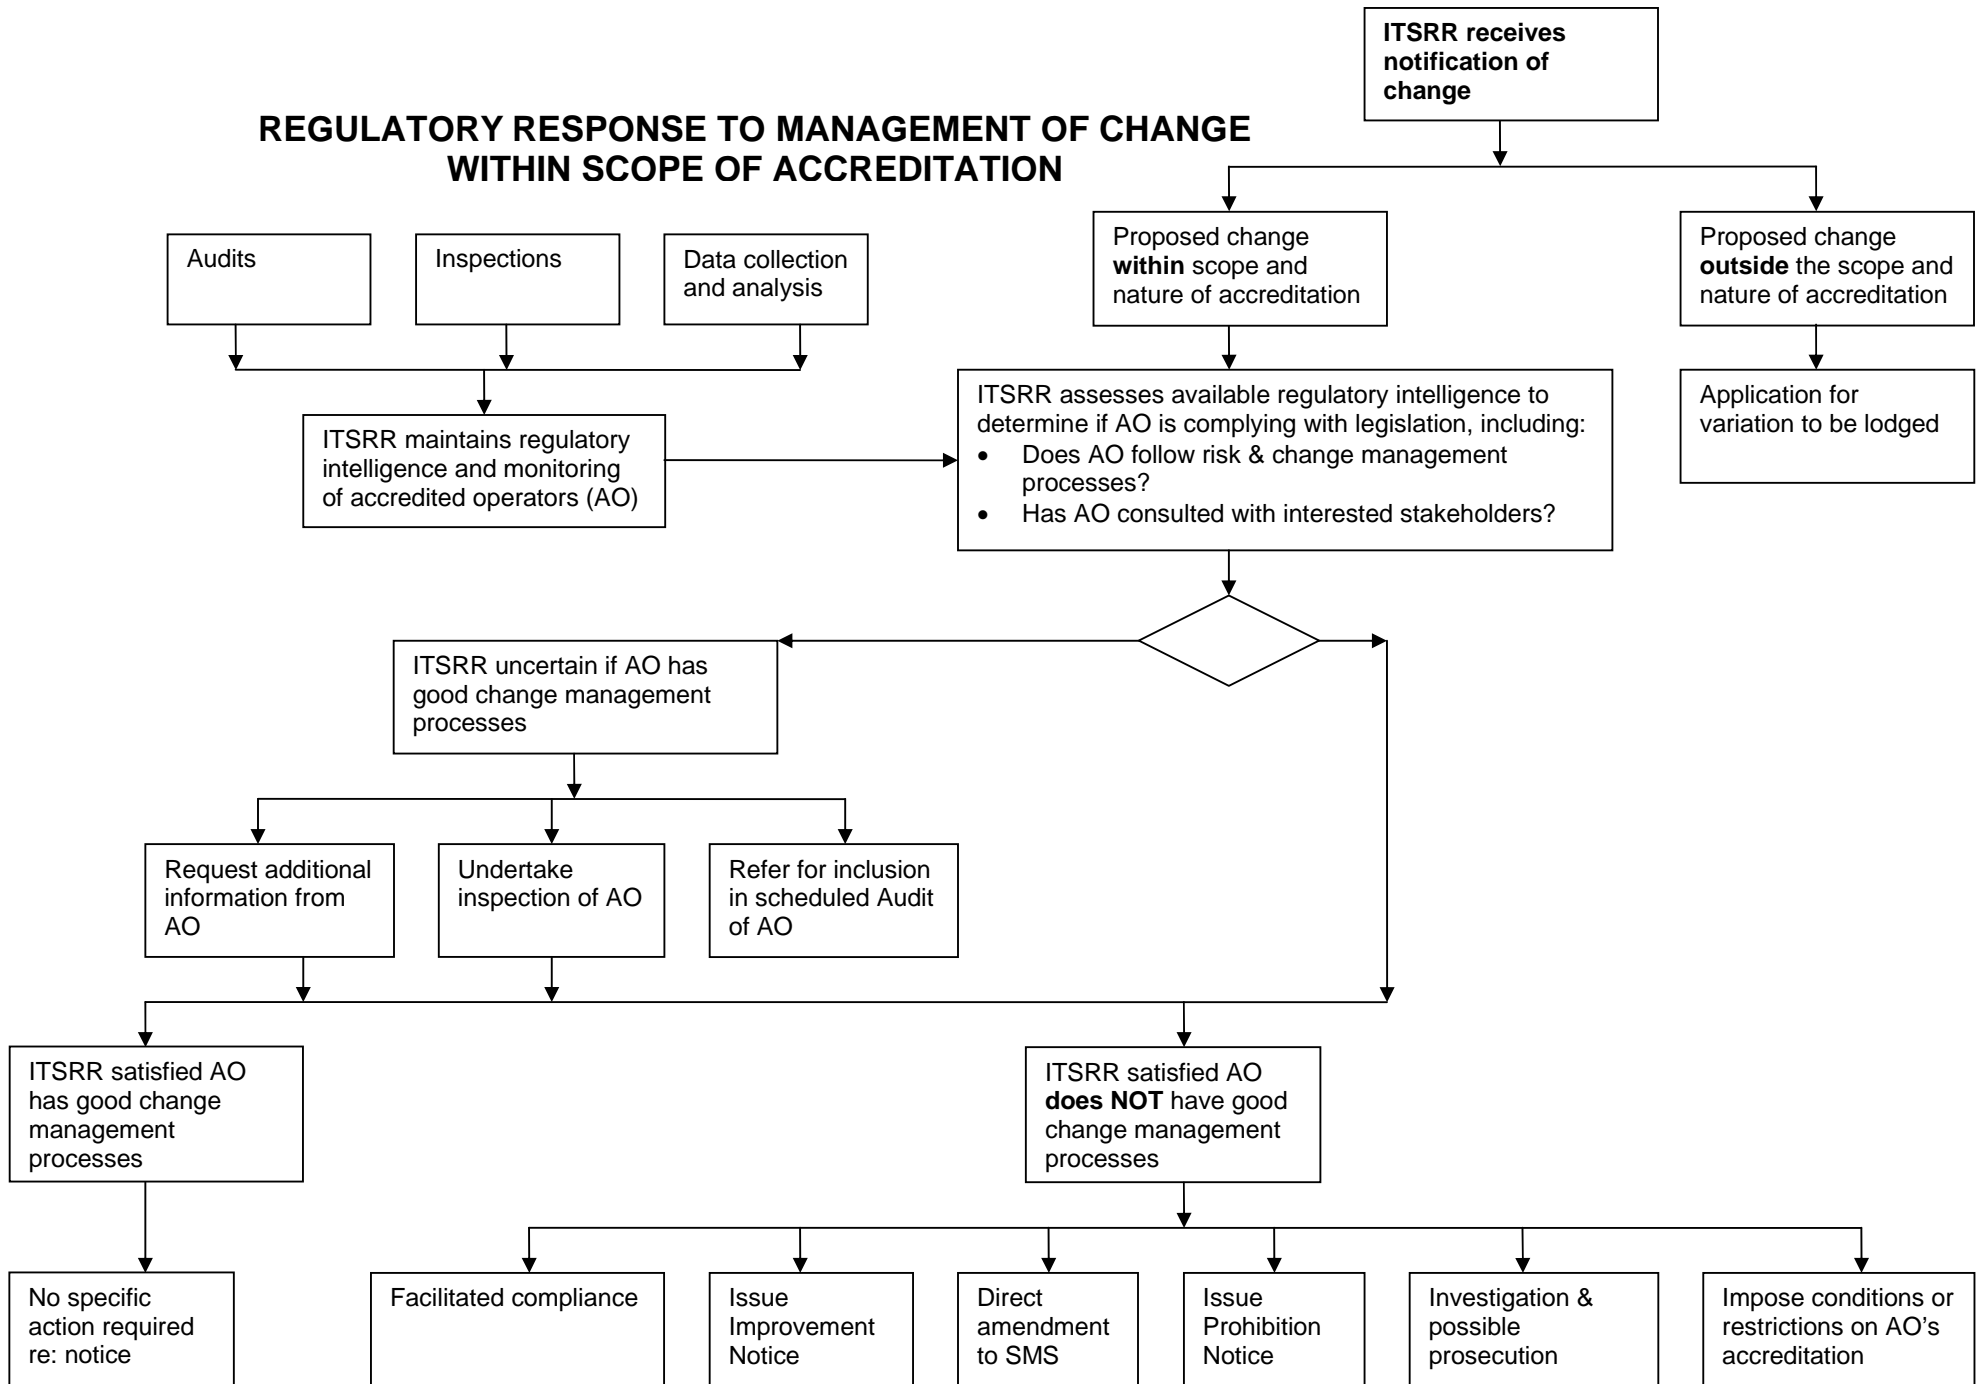 ITSRR receives
notification of
change
REGULATORY RESPONSE TO MANAGEMENT OF CHANGE
WITHIN SCOPE OF ACCREDITATION
Audits
Inspections
Data collection
and analysis
Proposed change
within scope and
nature of accreditation
Proposed change
outside the scope and
nature of accreditation
ITSRR maintains regulatory
intelligence and monitoring
of accredited operators (AO)
ITSRR assesses available regulatory intelligence to
determine if AO is complying with legislation, including:
• Does AO follow risk & change management
processes?
• Has AO consulted with interested stakeholders?
Application for
variation to be lodged
ITSRR uncertain if AO has
good change management
processes
Request additional
information from
AO
Undertake
inspection of AO
Refer for inclusion
in scheduled Audit
of AO
ITSRR satisfied AO
has good change
management
processes
ITSRR satisfied AO
does NOT have good
change management
processes
No specific
action required
re: notice
Facilitated compliance
Issue
Improvement
Notice
Direct
amendment
to SMS
Issue
Prohibition
Notice
Investigation &
possible
prosecution
Impose conditions or
restrictions on AO's
accreditation